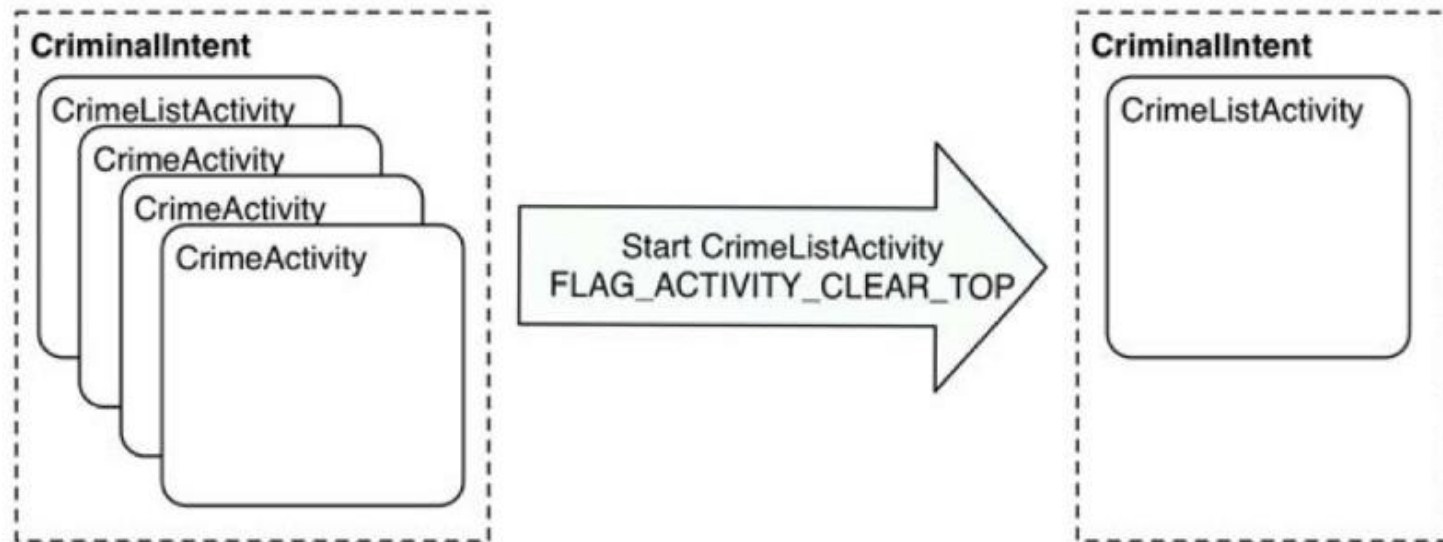 CriminalIntent
CrimeListActivity
CrimeActivity
CrimeActivity
CrimeActivity
Start CrimeListActivity
FLAG_ACTIVITY_CLEAR_TOP
CriminalIntent
CrimeListActivity